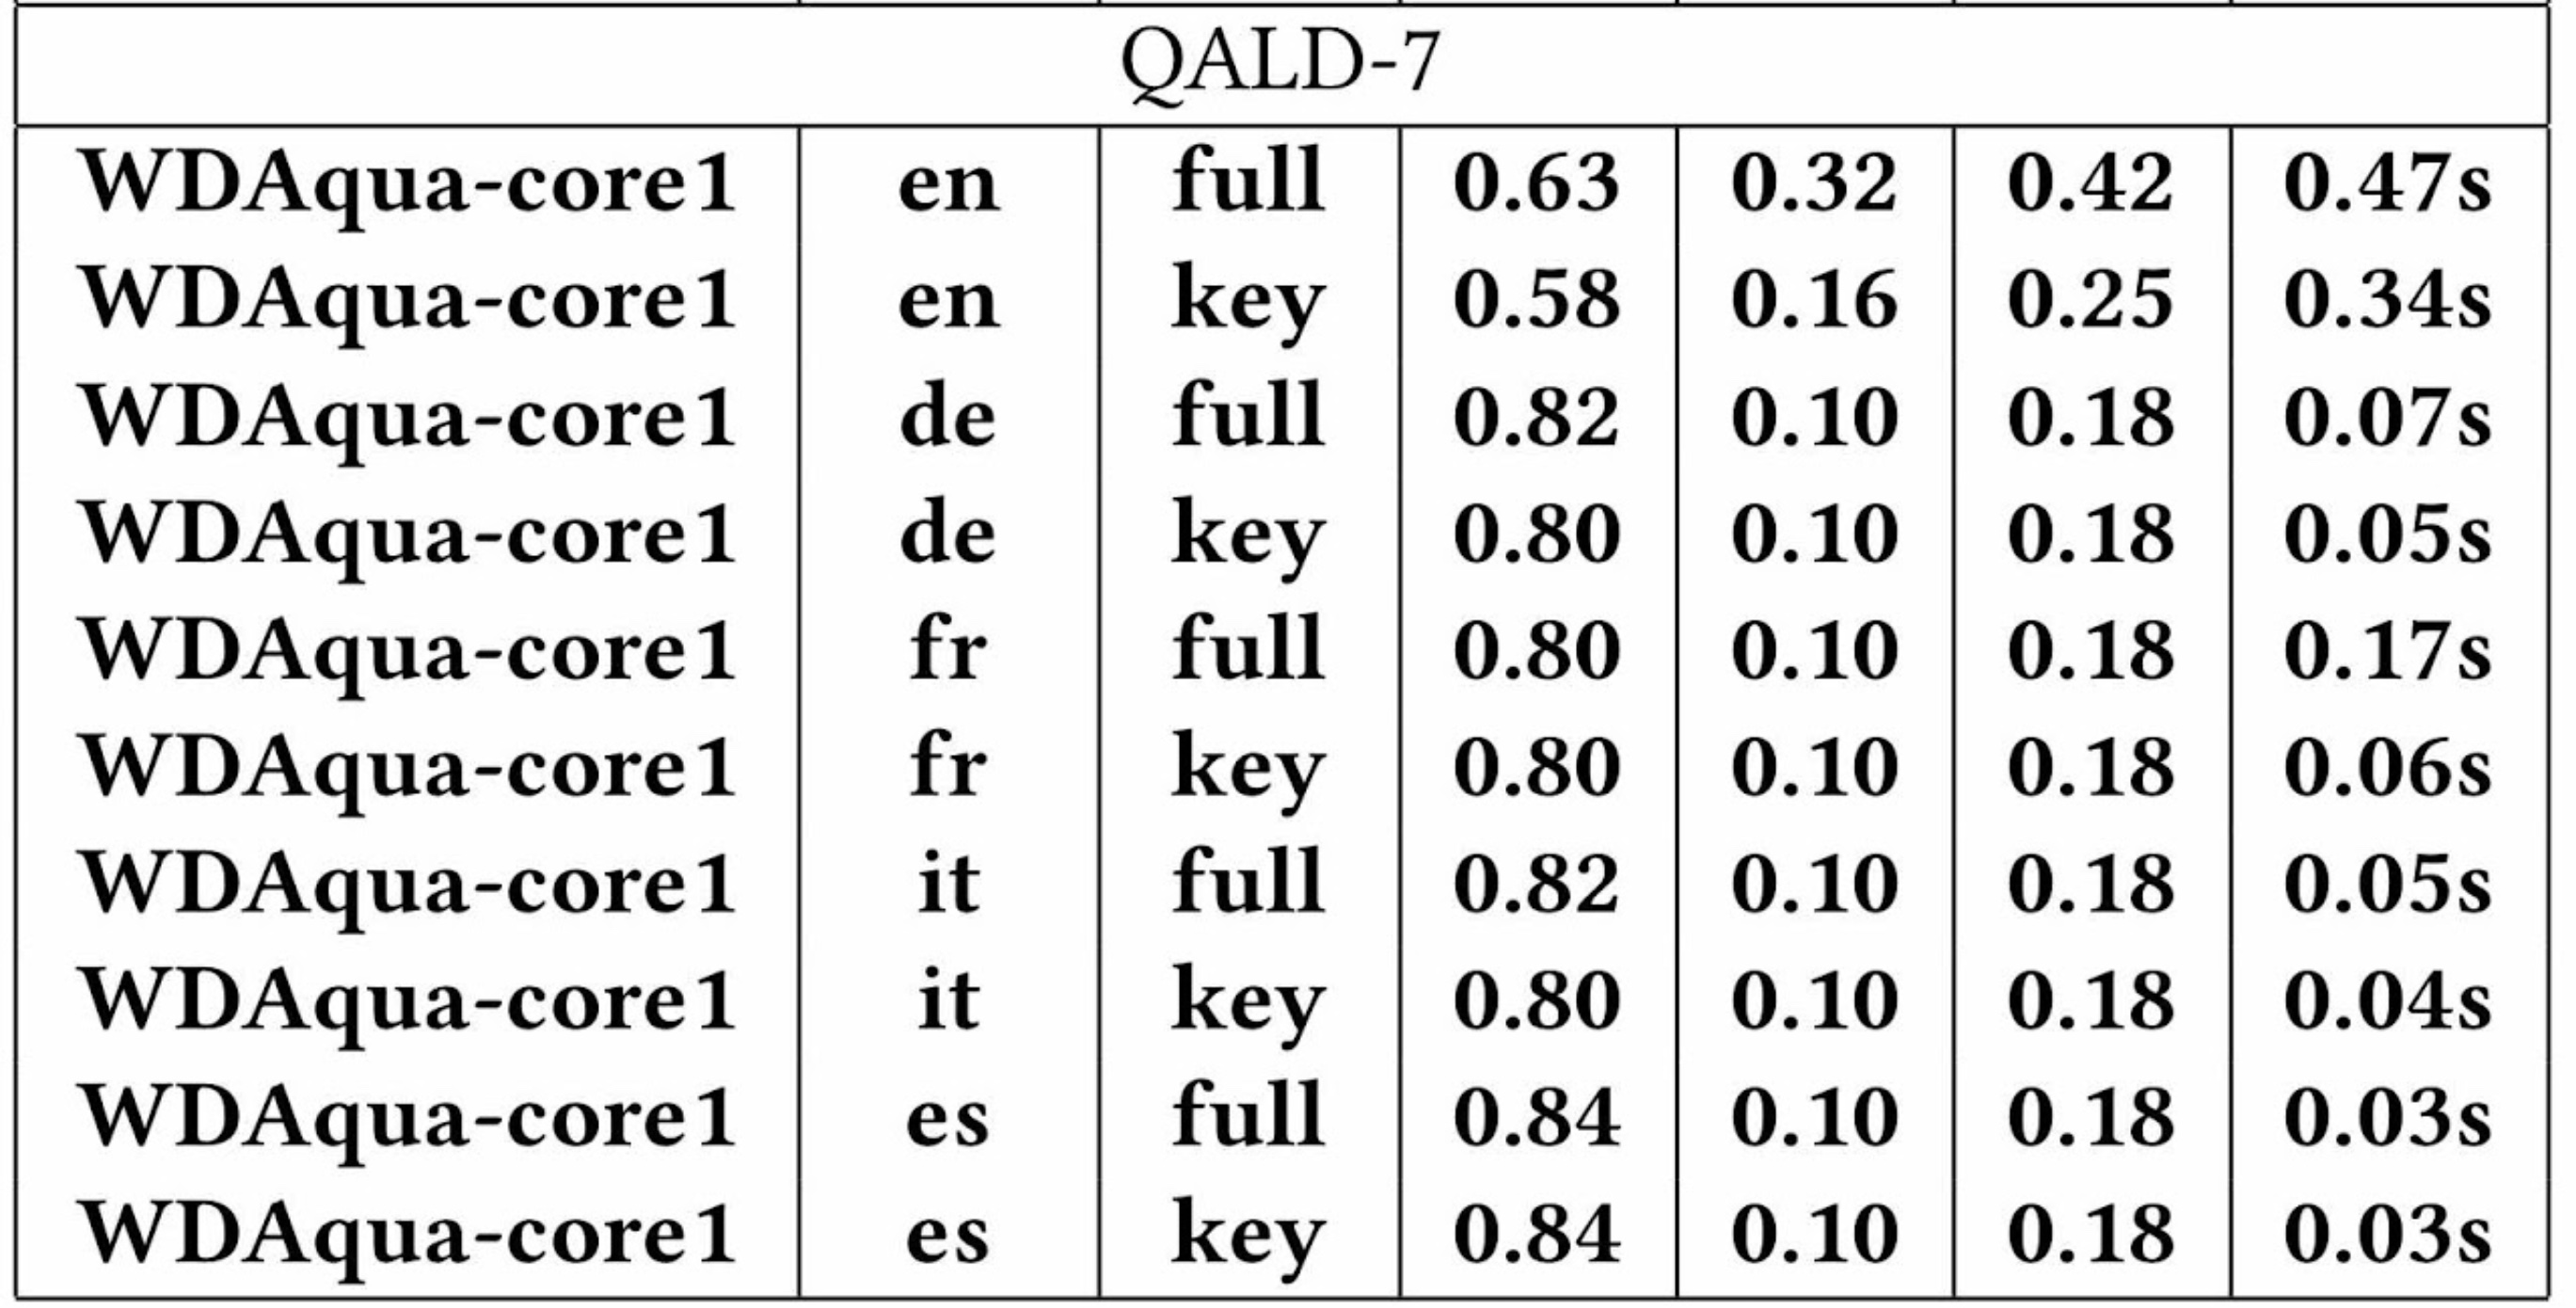 QALD-7
WDAqua-core1 en full 0.63 0.32 0.42 0.47s
WDAqua-core1 en key 0.58 0.16 0.25 0.34s
WDAqua-core1 de full 0.82 0.10 0.18 0.07s
WDAqua-core1 de key 0.80 0.10 0.18 0.05s
WDAqua-core1 fr full 0.80 0.10 0.18 0.17s
WDAqua-core1 fr key 0.80 0.10 0.18 0.06s
WDAqua-core1 it full 0.82 0.10 0.18 0.05s
WDAqua-core1 it key 0.80 0.10 0.18 0.04s
WDAqua-core1 es full 0.84 0.10 0.18 0.03s
WDAqua-core1 es key 0.84 0.10 0.18 0.03s